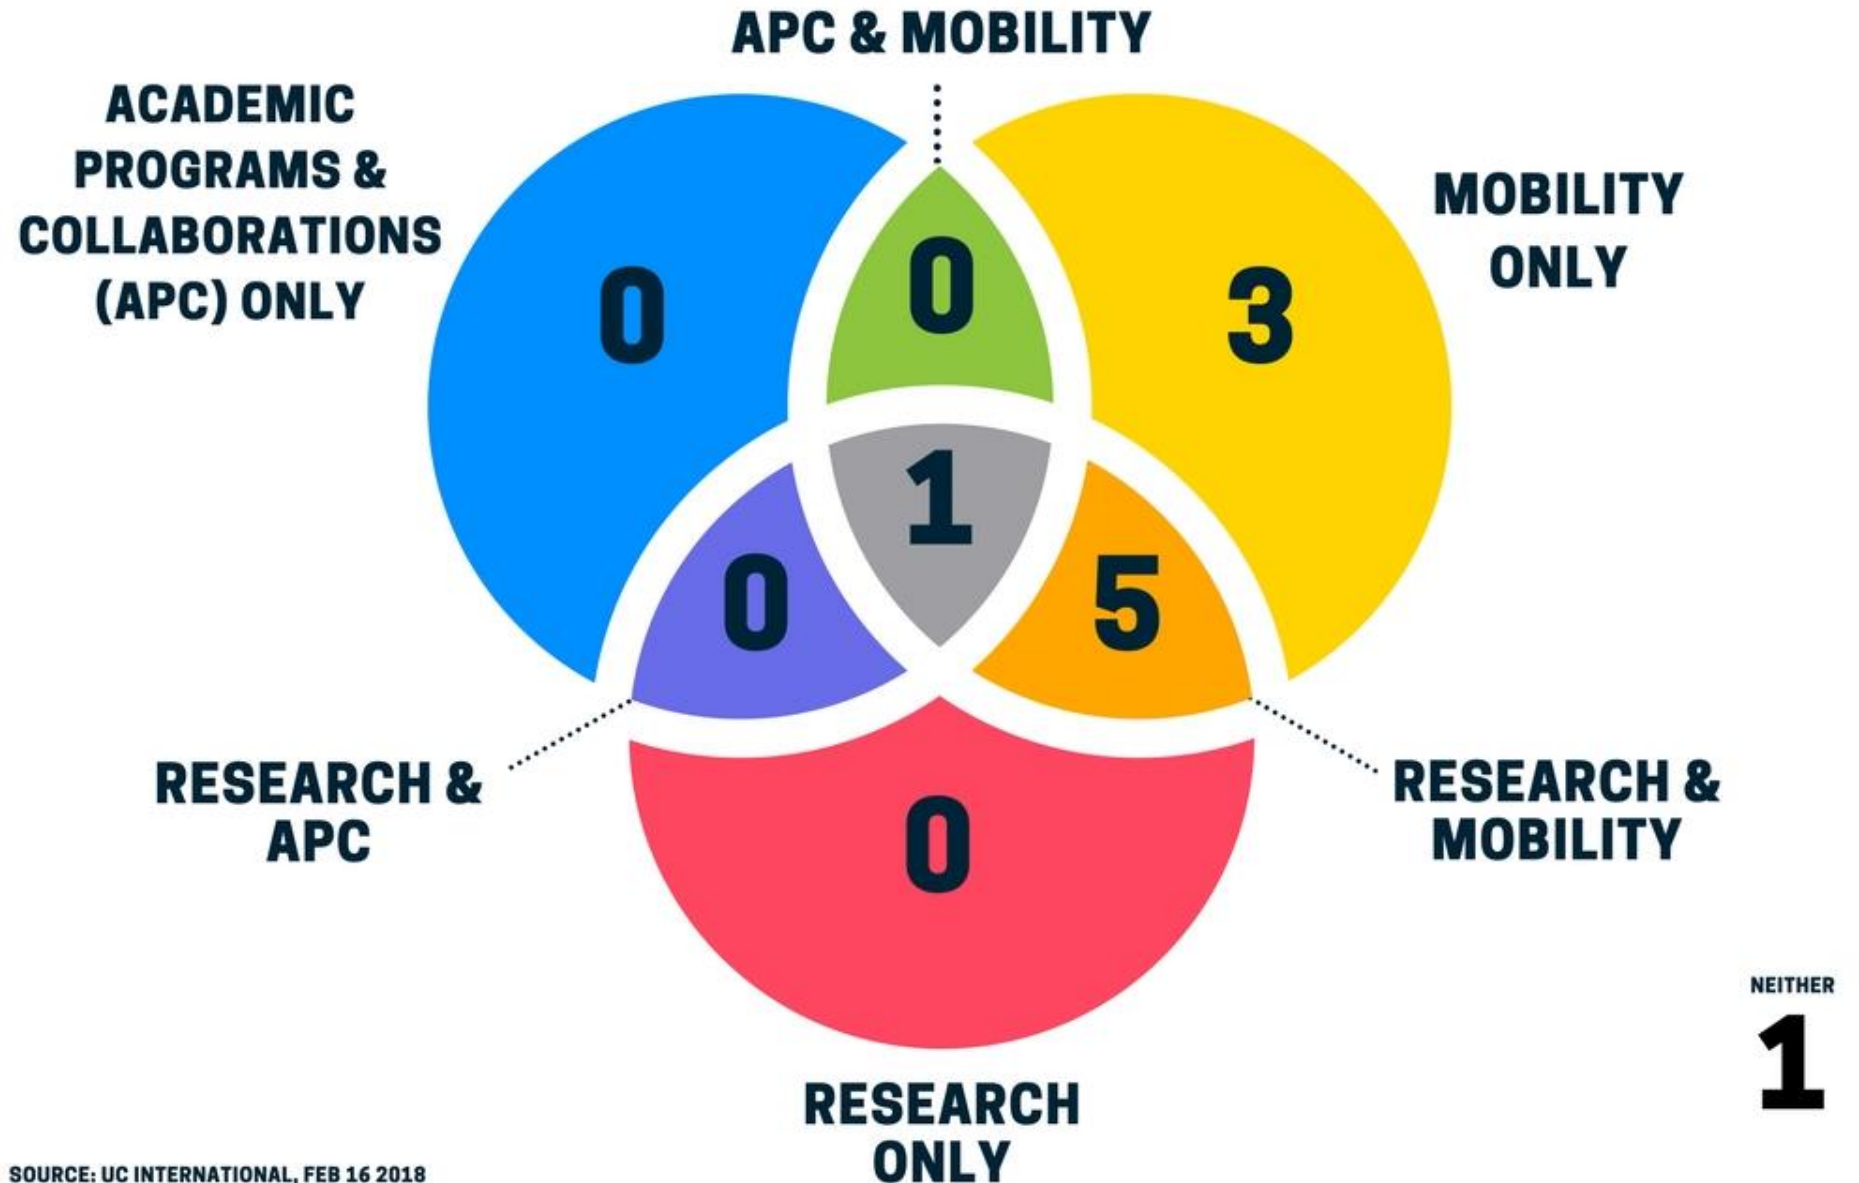 APC & MOBILITY
ACADEMIC
PROGRAMS &
COLLABORATIONS
(APC) ONLY
MOBILITY
ONLY
0
0
3
1
0
5
RESEARCH &
APC
RESEARCH &
MOBILITY
0
NEITHER
1
RESEARCH
ONLY
SOURCE: UC INTERNATIONAL, FEB 16 2018